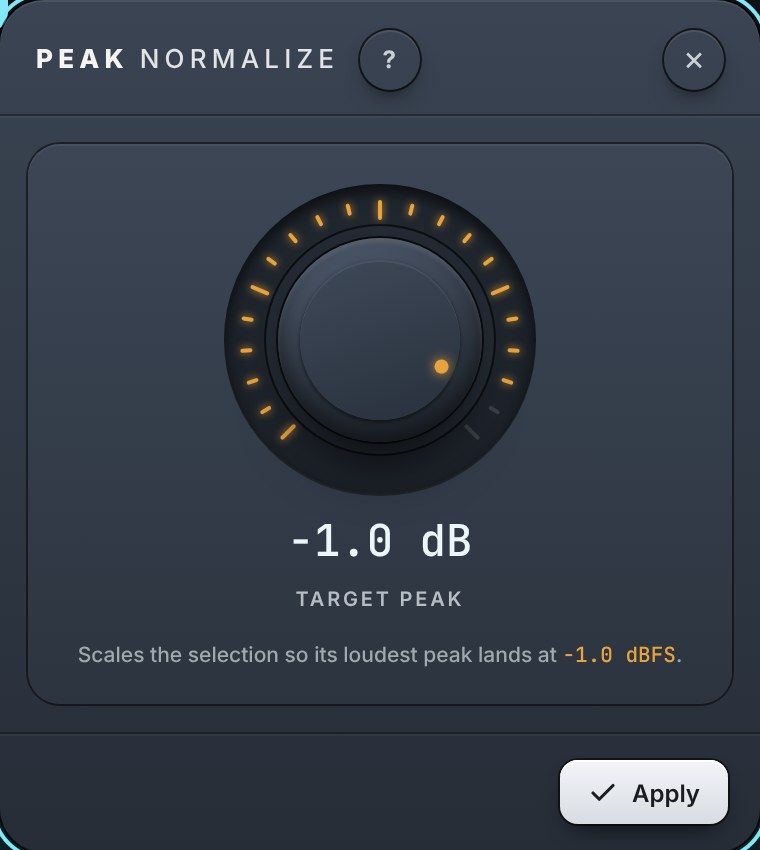 PEAK NORMALIZE ?
-1.0 dB
TARGET PEAK
Scales the selection so its loudest peak lands at -1.0 dBFS.
Apply